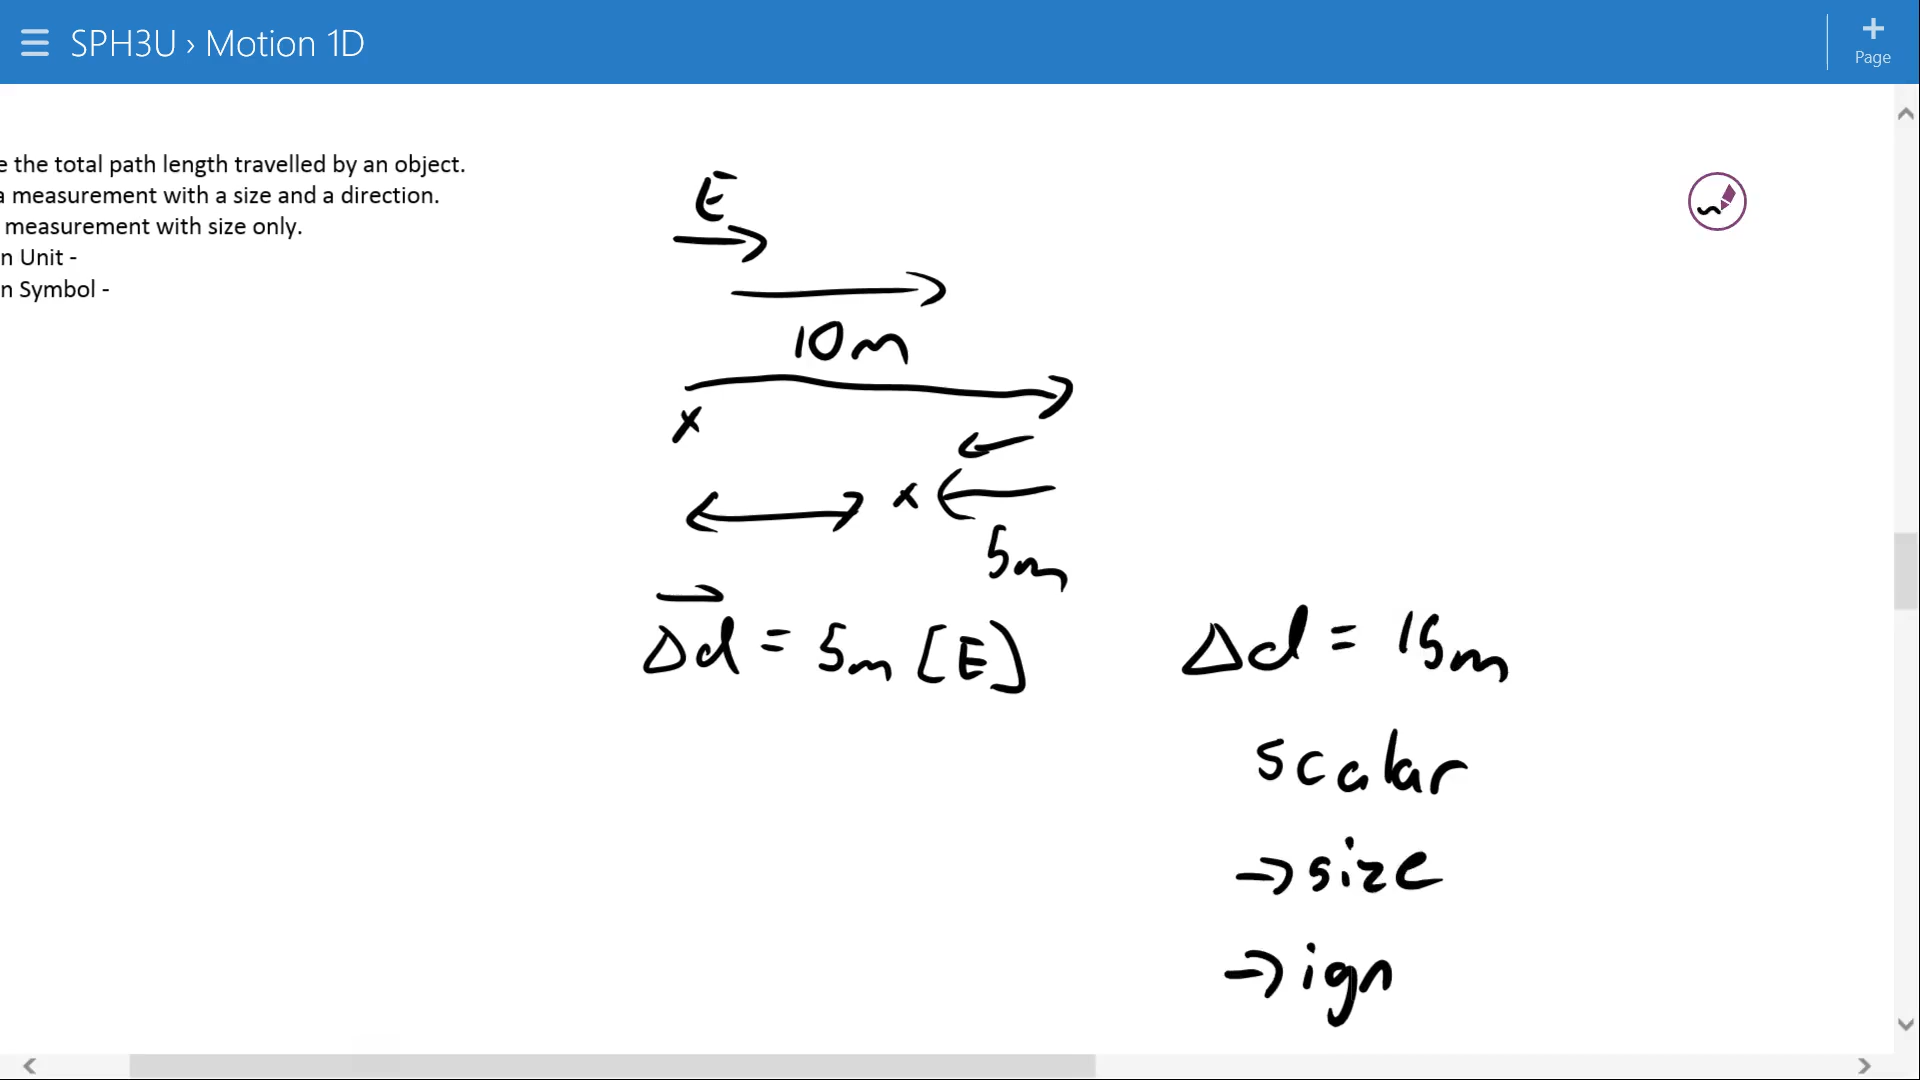 SPH3U › Motion 1D
Page
e the total path length travelled by an object.
a measurement with a size and a direction.
measurement with size only.
n Unit -
n Symbol -
E
10m
x
x
5m
Δd = 5m [E]
Δd = 15m
scalar
→ size
→ ign